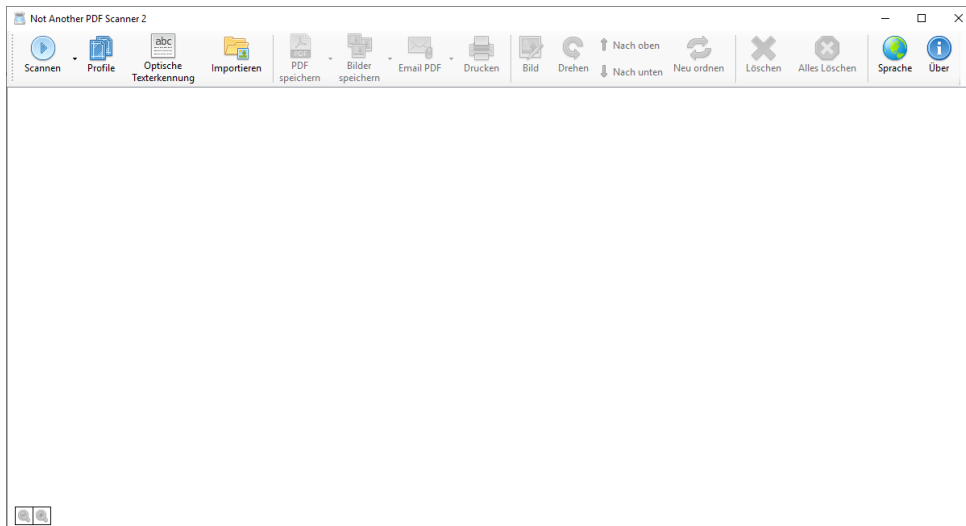 Not Another PDF Scanner 2
Scannen
Profile
abc
Optische
Texterkennung
Importieren
PDF
PDF
speichern
Bilder
speichern
Email PDF
Drucken
Bild
Drehen
Nach oben
Nach unten
Neu ordnen
Löschen
Alles Löschen
Sprache
Über